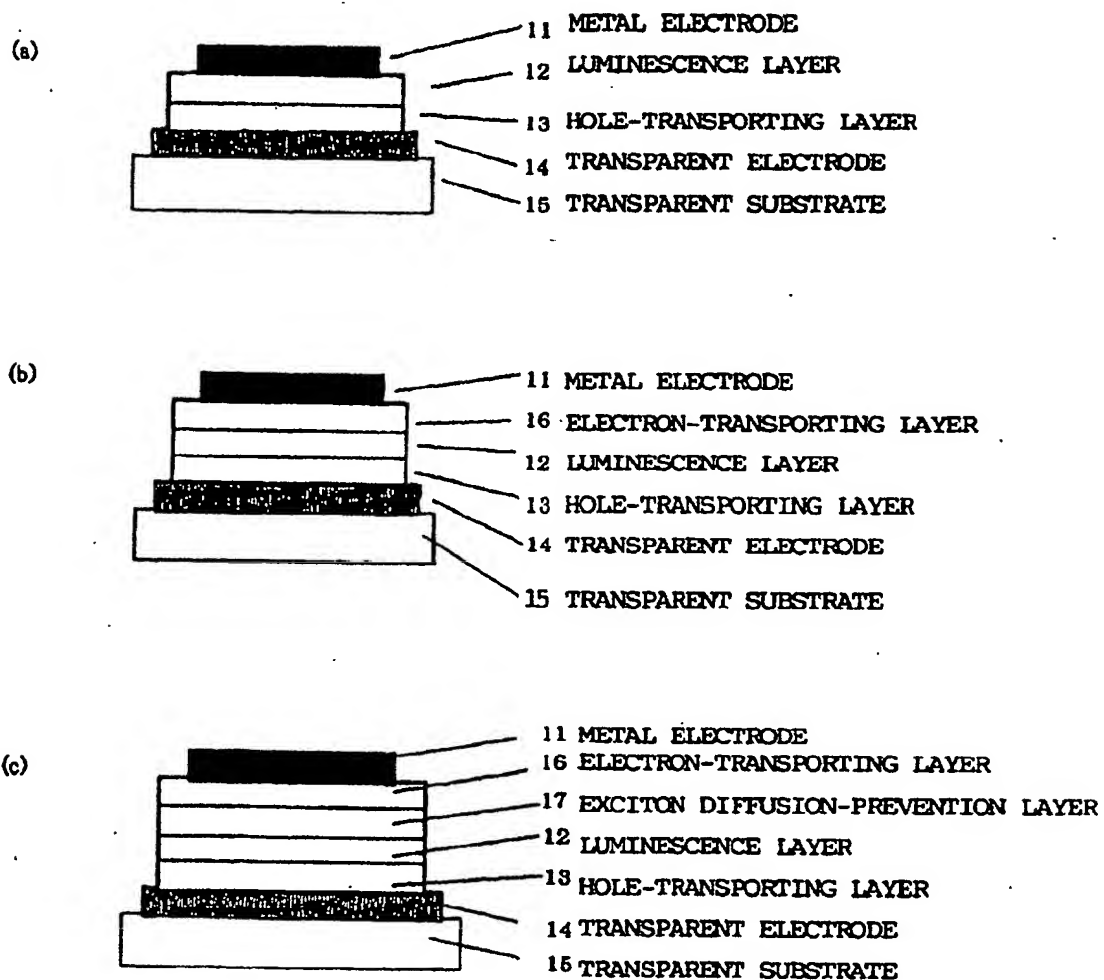 (a)
11 METAL ELECTRODE
12 LUMINESCENCE LAYER
13 HOLE-TRANSPORTING LAYER
14 TRANSPARENT ELECTRODE
15 TRANSPARENT SUBSTRATE
(b)
11 METAL ELECTRODE
16 ELECTRON-TRANSPORTING LAYER
12 LUMINESCENCE LAYER
13 HOLE-TRANSPORTING LAYER
14 TRANSPARENT ELECTRODE
15 TRANSPARENT SUBSTRATE
(c)
11 METAL ELECTRODE
16 ELECTRON-TRANSPORTING LAYER
17 EXCITON DIFFUSION-PREVENTION LAYER
12 LUMINESCENCE LAYER
13 HOLE-TRANSPORTING LAYER
14 TRANSPARENT ELECTRODE
15 TRANSPARENT SUBSTRATE